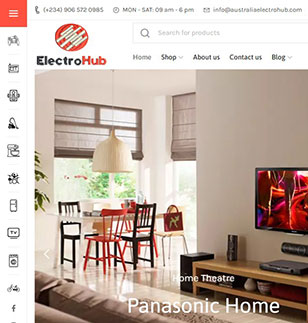 (+234) 906 572 0985 MON - SAT: 09 am - 6 pm info@australiaelectrohub.com
Search for products
ElectroHub
Home Shop About us Contact us Blog
TV
Home Theatre
Panasonic Home